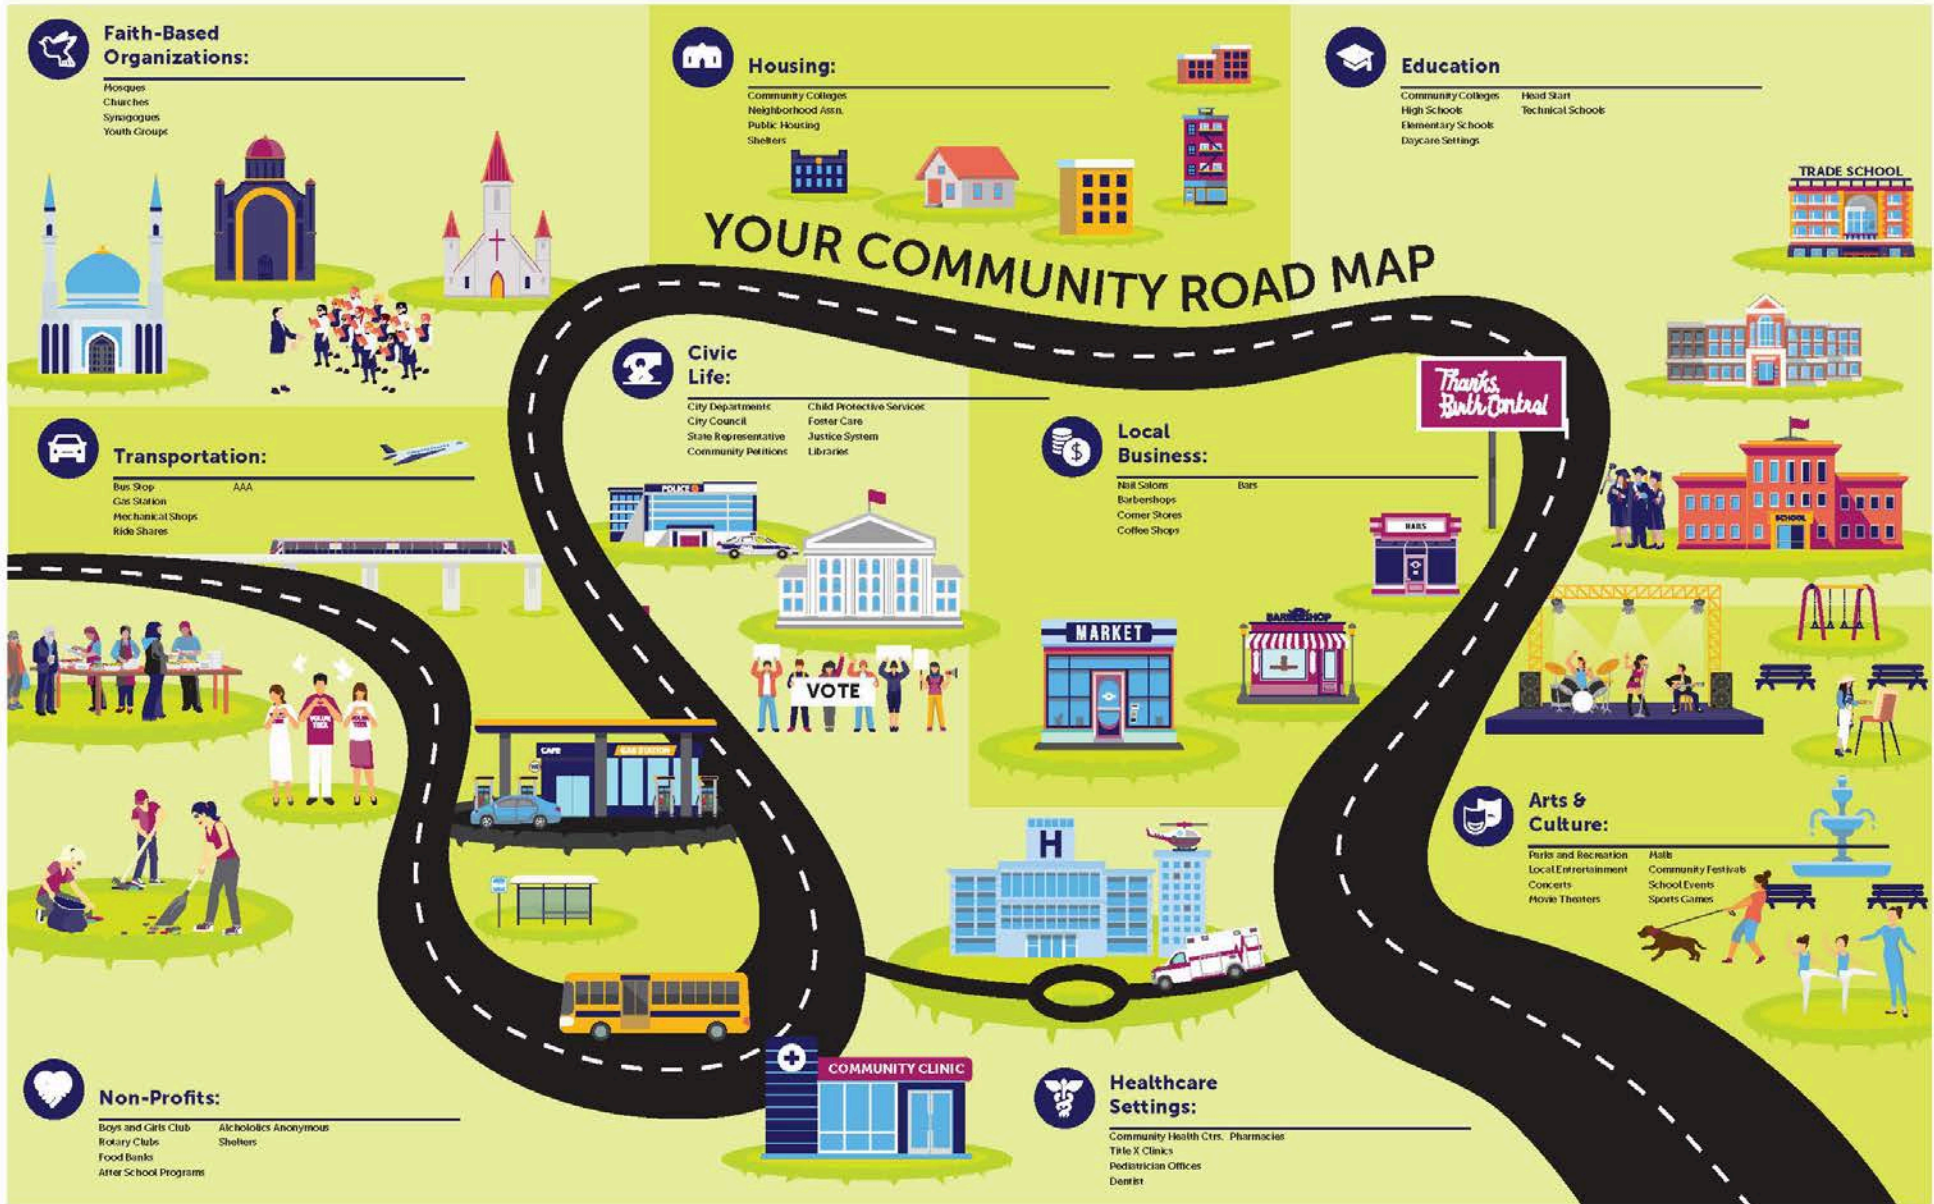 Faith-Based
Organizations:
Mosques
Churches
Synagogues
Youth Groups
Housing:
Community Colleges
Neighborhood Assn.
Public Housing
Shelters
Education
Community Colleges
High Schools
Elementary Schools
Daycare Settings
Head Start
Technical Schools
TRADE SCHOOL
YOUR COMMUNITY ROAD MAP
Civic
Life:
City Departments
City Council
State Representative
Community Petitions
Child Protective Services
Foster Care
Justice System
Libraries
Thanks,
Birth Control
Local
Business:
Nail Salons
Barbershops
Corner Stores
Coffee Shops
Bars
Transportation:
Bus Stop
Gas Station
Mechanical Shops
Ride Shares
AAA
POLICE
BARS
SCHOOL
MARKET
BARBERSHOP
VOTE
VOLUN
TEER
VOLUN
TEER
CAFE
GAS STATION
H
Arts &
Culture:
Parks and Recreation
Local Entrertainment
Concerts
Movie Theaters
Malls
Community Festivals
School Events
Sports Games
COMMUNITY CLINIC
Non-Profits:
Boys and Girls Club
Rotary Clubs
Food Banks
After School Programs
Alchololics Anonymous
Shelters
Healthcare
Settings:
Community Health Ctrs.
Title X Clinics
Pediatrician Offices
Dentist
Pharmacies